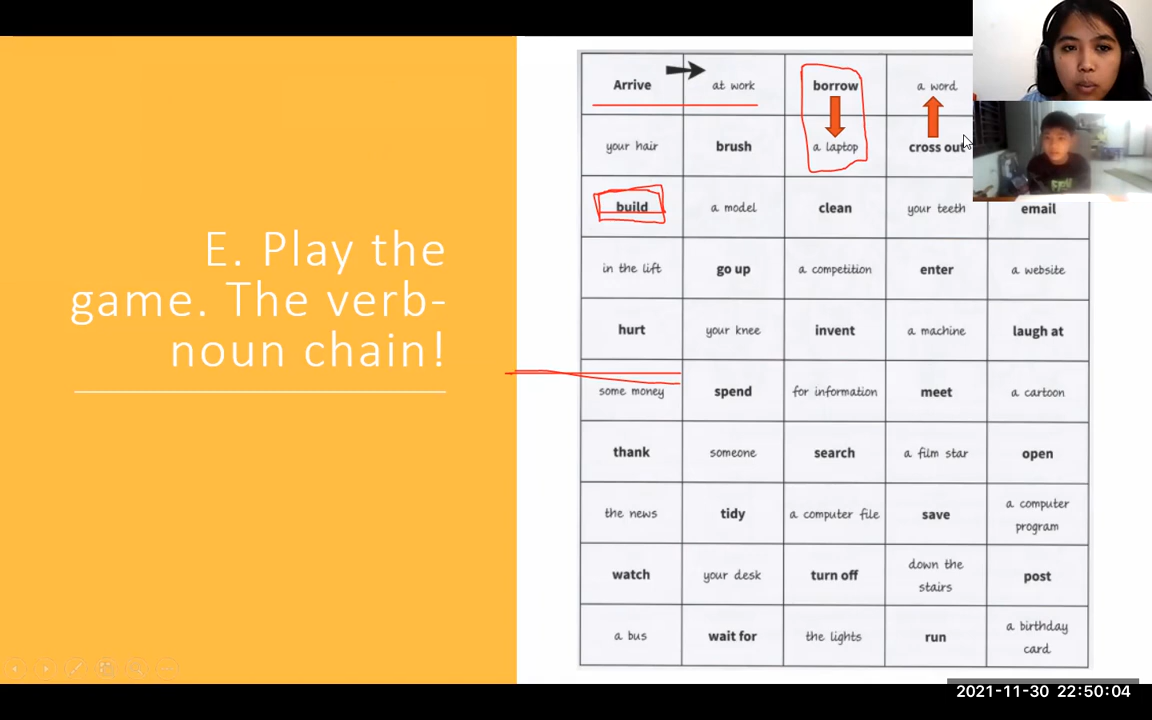 E. Play the
game. The verb-
noun chain!
Arrive at work borrow a word
your hair brush a laptop cross out
build a model clean your teeth email
in the lift go up a competition enter a website
hurt your knee invent a machine laugh at
some money spend for information meet a cartoon
thank someone search a film star open
the news tidy a computer file save a computer
program
watch your desk turn off down the
stairs post
a bus wait for the lights run a birthday
card
2021-11-30 22:50:04